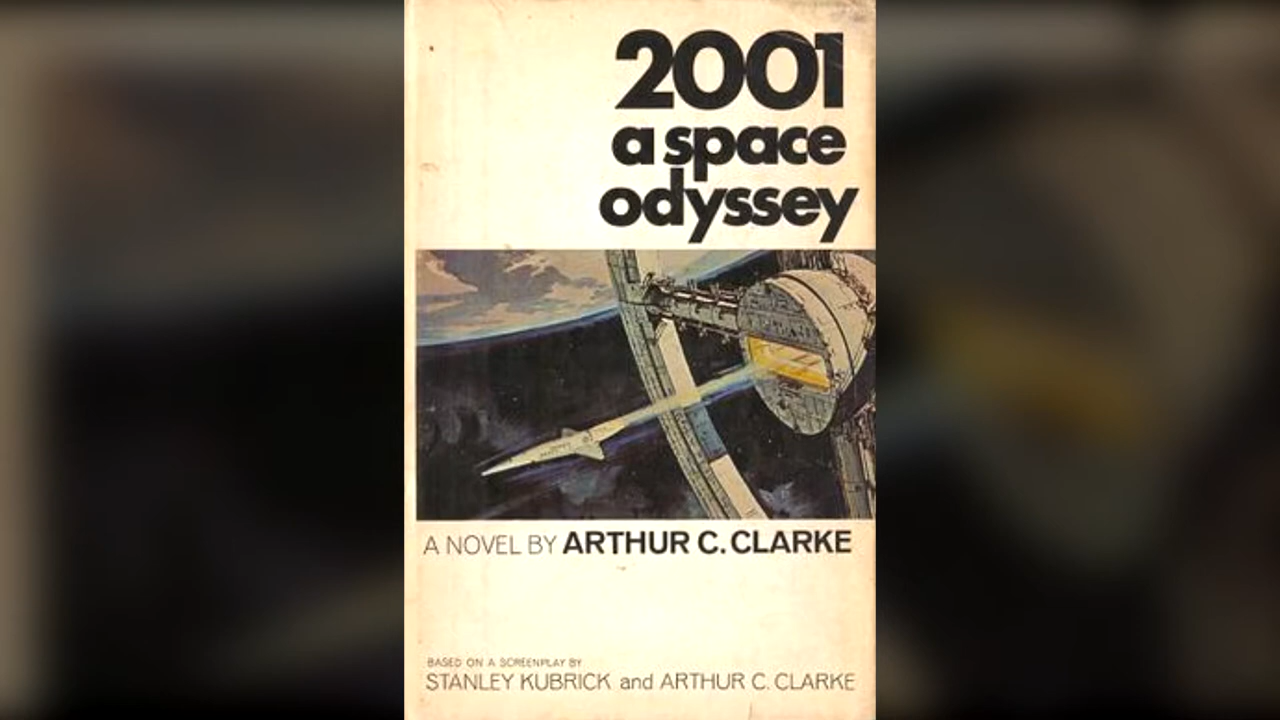 2001
a space
odyssey
A NOVEL BY ARTHUR C. CLARKE
BASED ON A SCREENPLAY BY
STANLEY KUBRICK and ARTHUR C. CLARKE